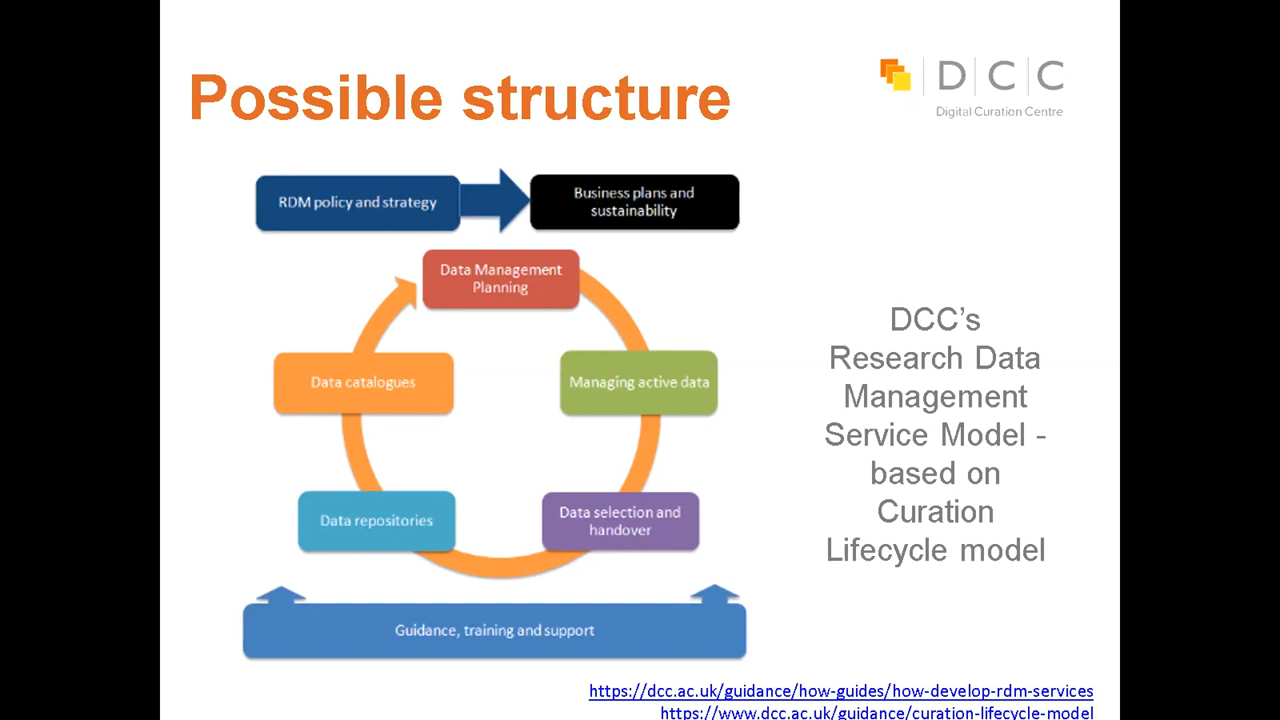 Possible structure
D C C
Digital Curation Centre
RDM policy and strategy
Business plans and
sustainability
Data Management
Planning
Data catalogues
Managing active data
Data repositories
Data selection and
handover
Guidance, training and support
DCC’s
Research Data
Management
Service Model -
based on
Curation
Lifecycle model
https://dcc.ac.uk/guidance/how-guides/how-develop-rdm-services
https://www.dcc.ac.uk/guidance/curation-lifecycle-model